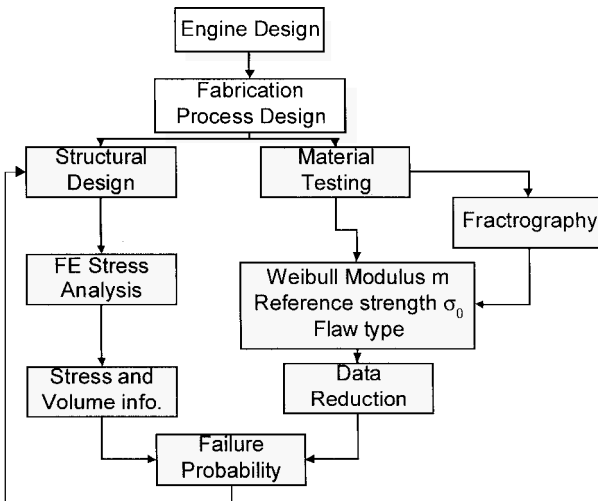 Engine Design
Fabrication
Process Design
Structural
Design
Material
Testing
Fractrography
FE Stress
Analysis
Weibull Modulus m
Reference strength σ₀
Flaw type
Stress and
Volume info.
Data
Reduction
Failure
Probability